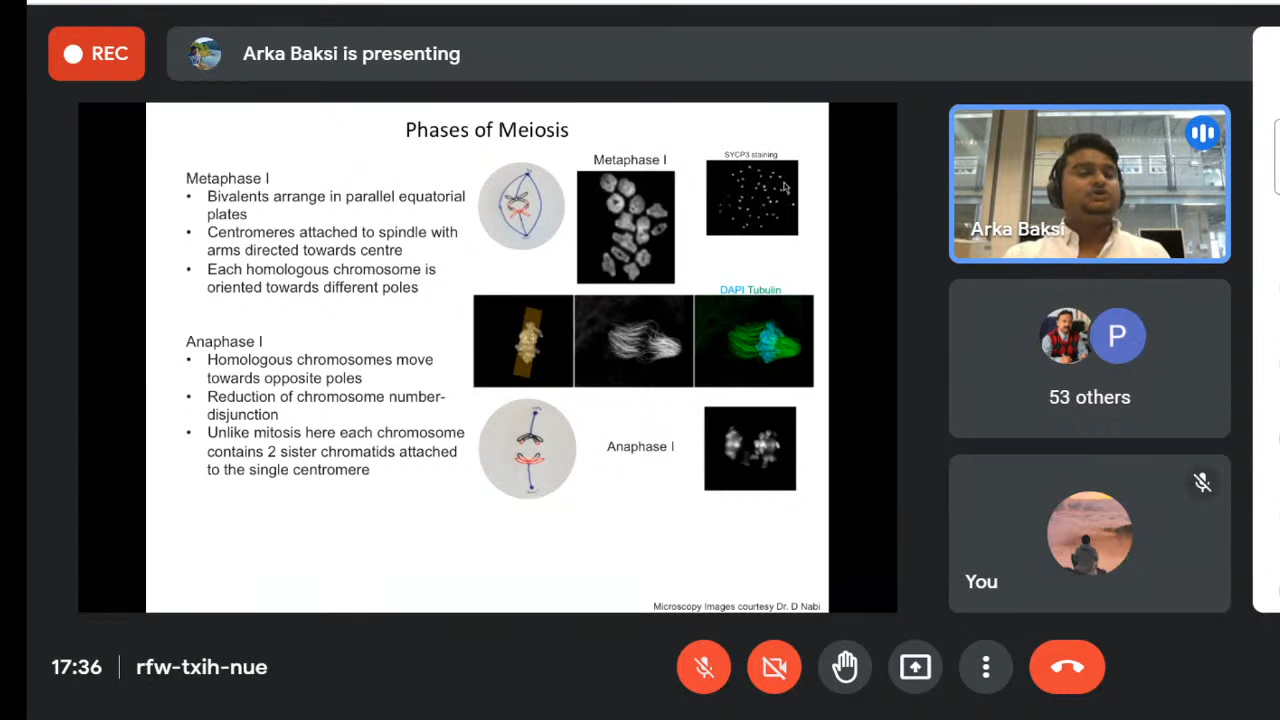 REC
Arka Baksi is presenting
Phases of Meiosis
Metaphase I
• Bivalents arrange in parallel equatorial
plates
• Centromeres attached to spindle with
arms directed towards centre
• Each homologous chromosome is
oriented towards different poles
Metaphase I
SYCP3 staining
DAPI Tubulin
Anaphase I
• Homologous chromosomes move
towards opposite poles
• Reduction of chromosome number-
disjunction
• Unlike mitosis here each chromosome
contains 2 sister chromatids attached
to the single centromere
Anaphase I
Microscopy Images courtesy Dr. D Nabi
Arka Baksi
P
53 others
You
17:36
rfw-txih-nue